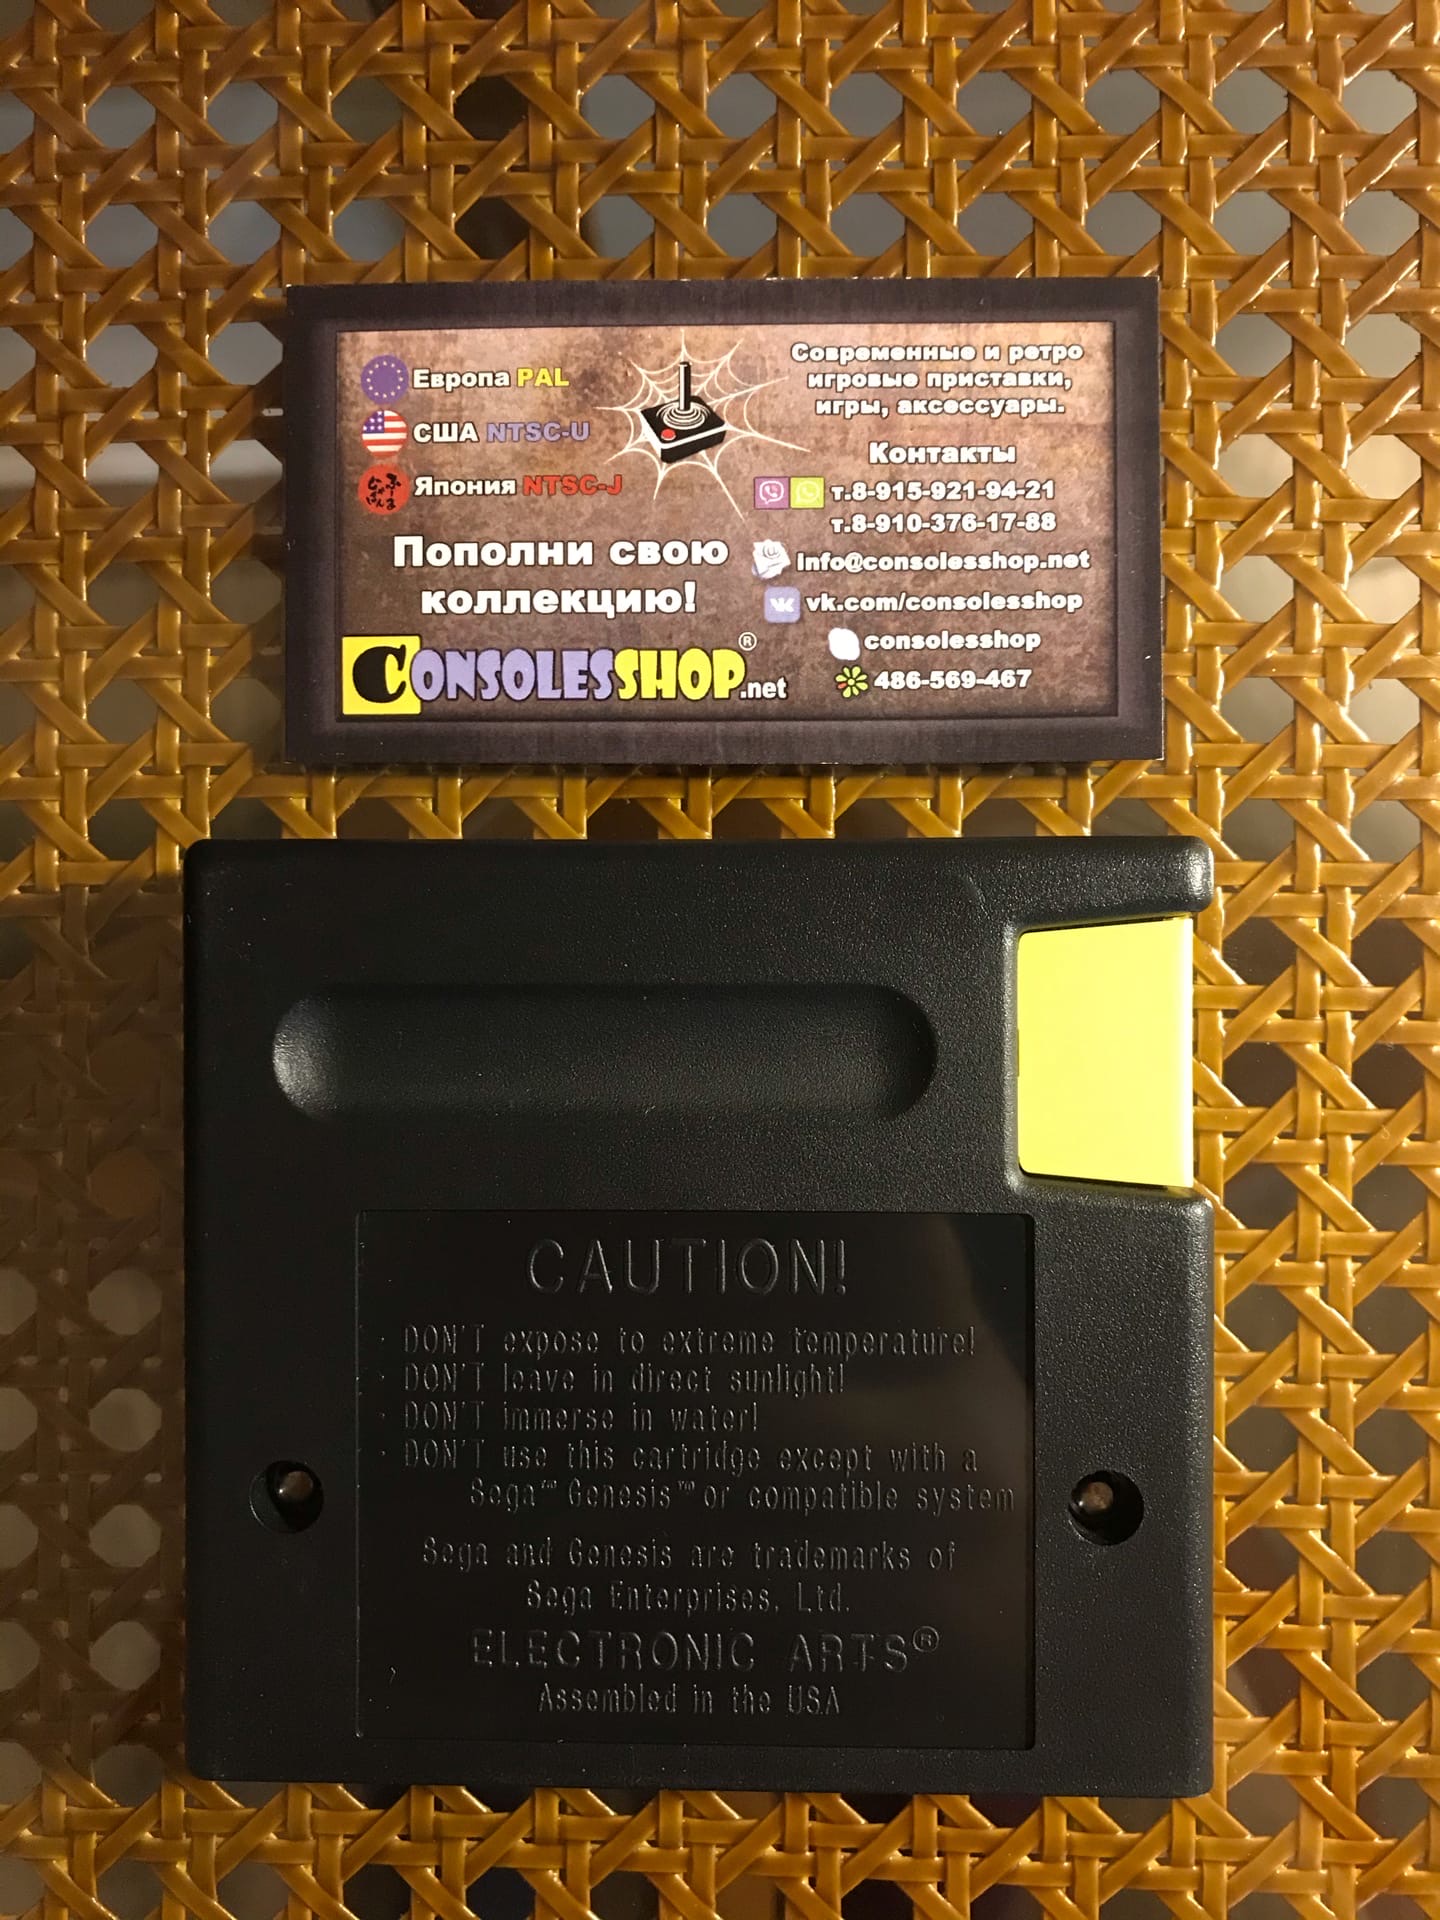 Европа PAL
США NTSC-U
Япония NTSC-J
Пополни свою
коллекцию!
CONSOLESSHOP.net
®
Современные и ретро
игровые приставки,
игры, аксессуары.
Контакты
т.8-915-921-94-21
т.8-910-376-17-88
info@consolesshop.net
vk.com/consolesshop
consolesshop
486-569-467
CAUTION!
· DON'T expose to extreme temperature!
· DON'T leave in direct sunlight!
· DON'T immerse in water!
· DON'T use this cartridge except with a
Sega™ Genesis™ or compatible system
Sega and Genesis are trademarks of
Sega Enterprises, Ltd.
ELECTRONIC ARTS®
Assembled in the USA